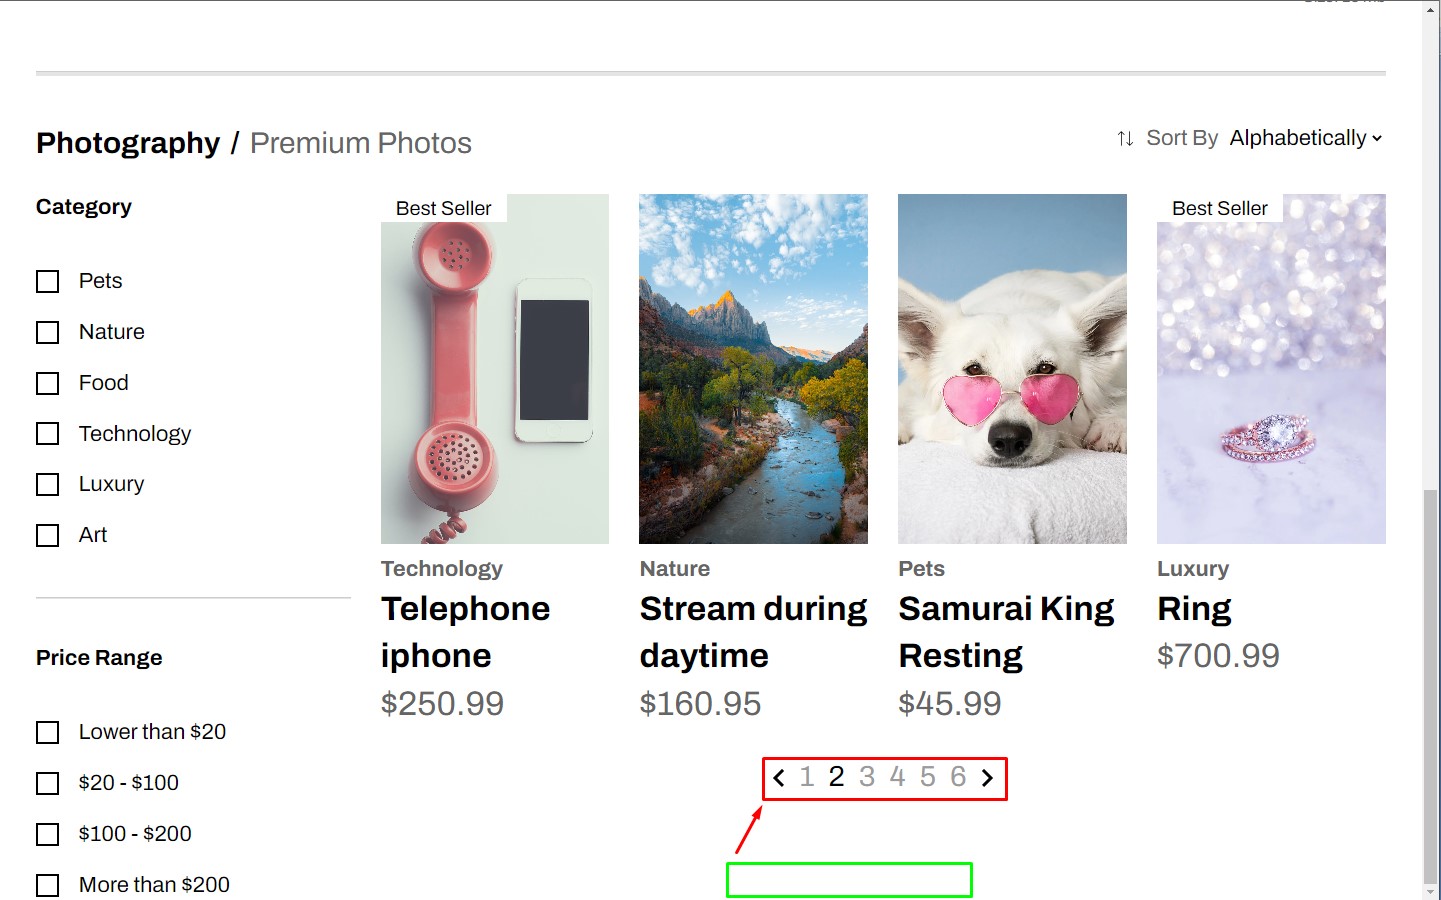 Photography / Premium Photos
Sort By Alphabetically
Category
Pets
Nature
Food
Technology
Luxury
Art
Price Range
Lower than $20
$20 - $100
$100 - $200
More than $200
Best Seller
Technology
Telephone
iphone
$250.99
Nature
Stream during
daytime
$160.95
Pets
Samurai King
Resting
$45.99
Best Seller
Luxury
Ring
$700.99
1 2 3 4 5 6